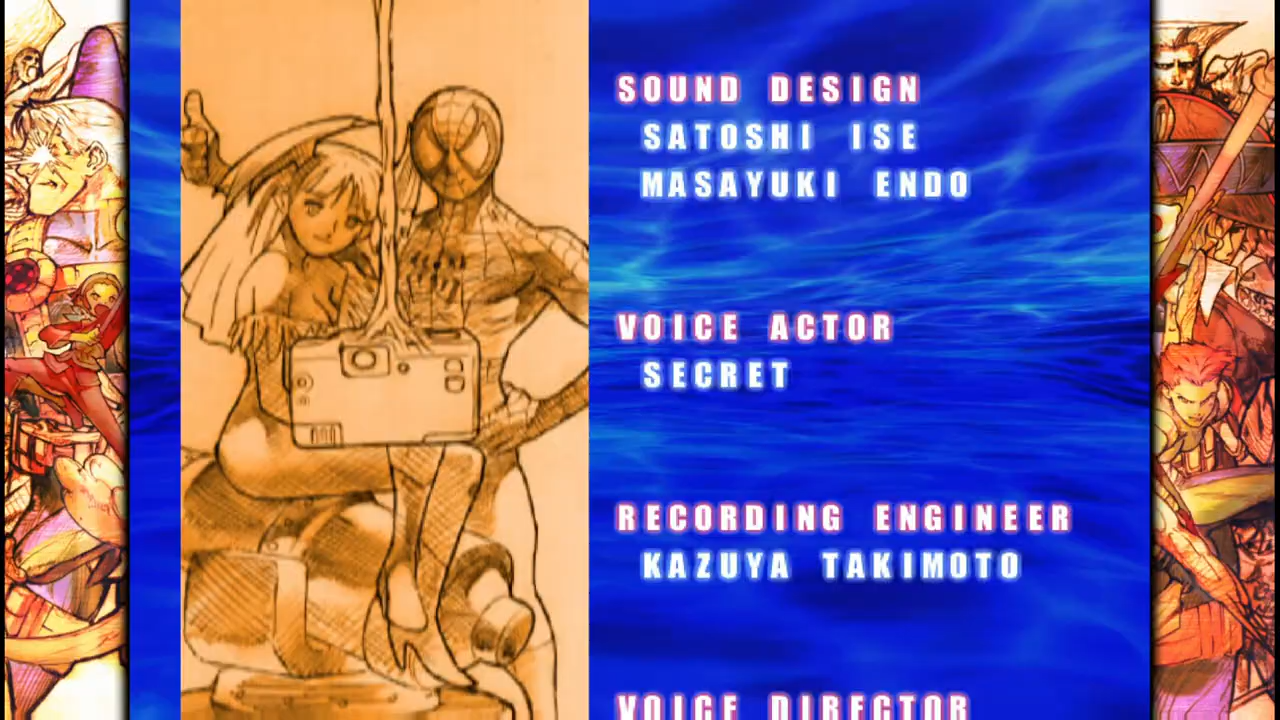 SOUND DESIGN
SATOSHI ISE
MASAYUKI ENDO
VOICE ACTOR
SECRET
RECORDING ENGINEER
KAZUYA TAKIMOTO
VOICE DIRECTOR